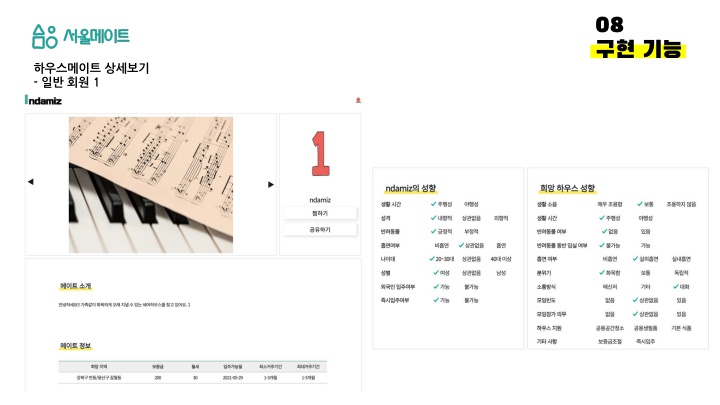 서울메이트
08
구현 기능
하우스메이트 상세보기
- 일반 회원 1
ndamiz
1
ndamiz
찜하기
공유하기
메이트 소개
안녕하세요!! 가족같이 화목하게 오래 지낼 수 있는 쉐어하우스를 찾고 있어요. 1
메이트 정보
희망 지역 보증금 월세 입주가능일 최소거주기간 최대거주기간
200 30 2021-05-29 1-3개월 1-3개월
ndamiz의 성향
생활 시간 ✓ 주행성 야행성
성격 ✓ 내향적 상관없음 외향적
반려동물 ✓ 긍정적 부정적
흡연여부 비흡연 ✓ 상관없음 흡연
나이대 ✓ 20~30대 상관없음 40대 이상
성별 ✓ 여성 상관없음 남성
외국인 입주여부 ✓ 가능 불가능
즉시입주여부 ✓ 가능 불가능
희망 하우스 성향
생활 소음 매우 조용함 ✓ 보통 조용하지 않음
생활 시간 ✓ 주행성 야행성
반려동물 여부 ✓ 없음 있음
반려동물 동반 입실 여부 ✓ 불가능 가능
흡연 여부 비흡연 ✓ 실외흡연 실내흡연
분위기 ✓ 화목함 보통 독립적
소통방식 메신저 기타 ✓ 대화
모임빈도 없음 ✓ 상관없음 있음
모임참가 의무 없음 ✓ 상관없음 있음
하우스 지원 공용공간청소 공용생필품 기본 식품
기타 사항 보증금조절 즉시입주